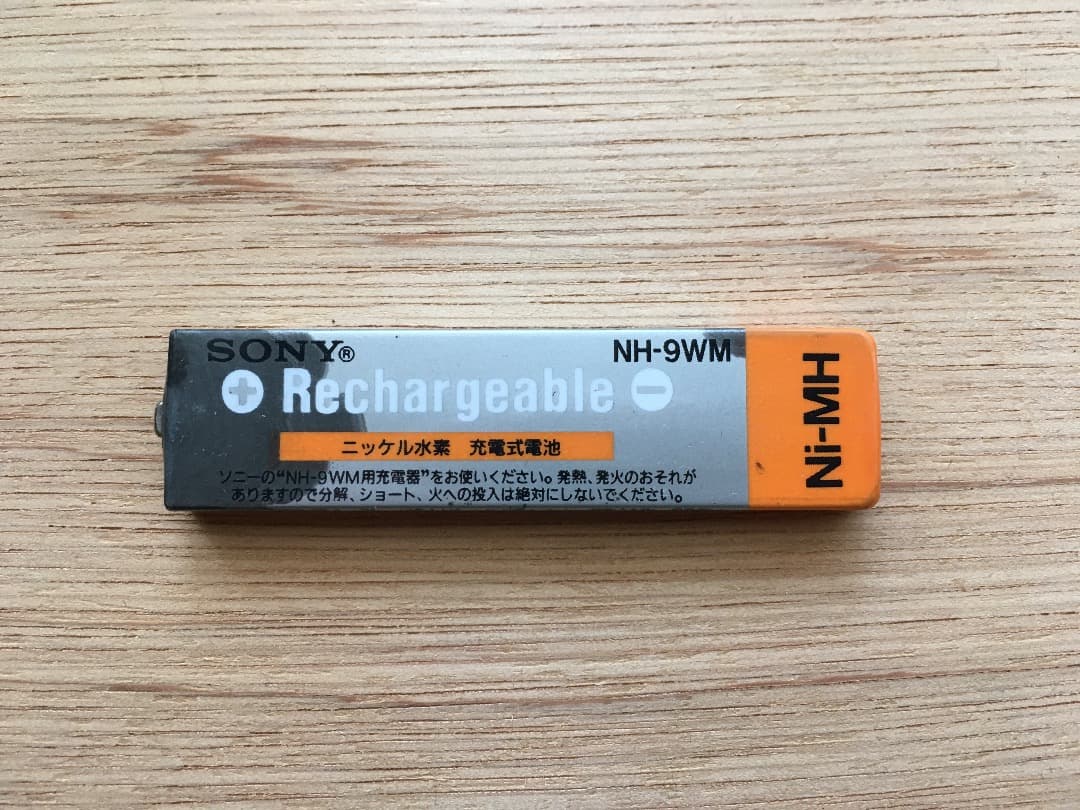 SONY® NH-9WM
⊕ Rechargeable ⊖
ニッケル水素 充電式電池
ソニーの“NH-9WM用充電器”をお使いください。発熱、発火のおそれが
ありますので分解、ショート、火への投入は絶対にしないでください。
Ni-MH